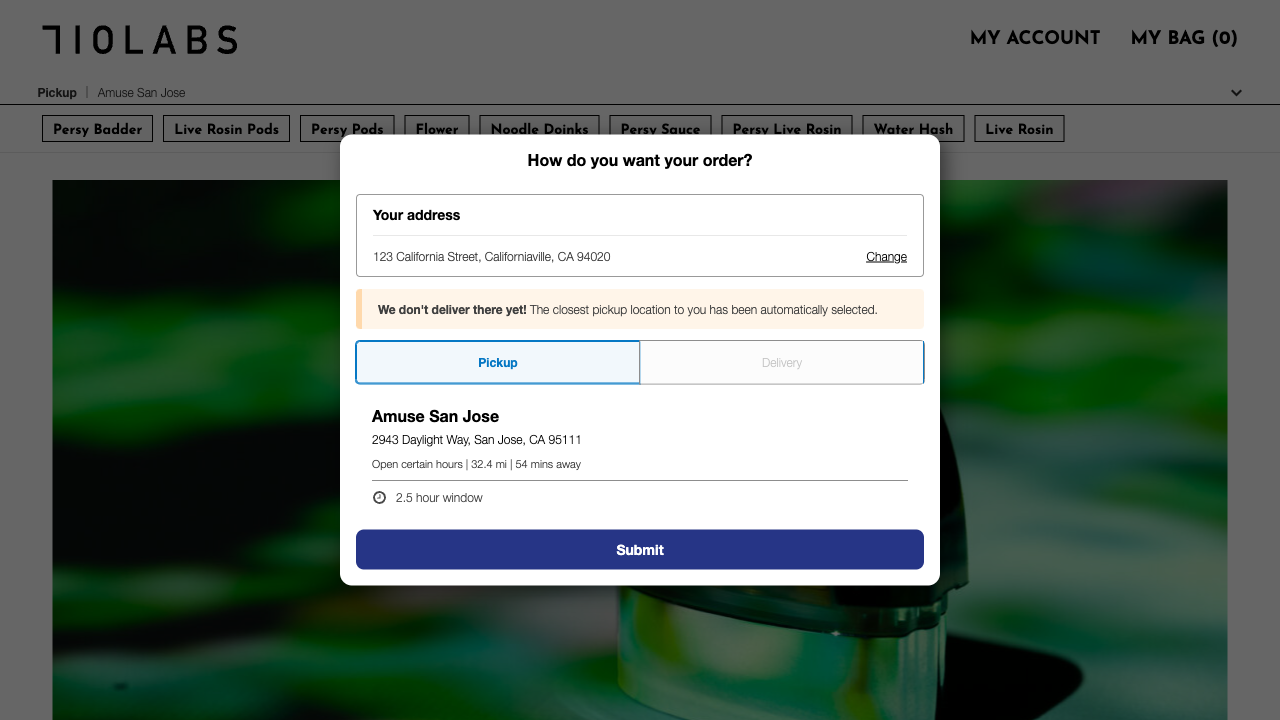 710LABS
MY ACCOUNT MY BAG (0)
Pickup | Amuse San Jose
Persy Badder Live Rosin Pods Persy Pods Flower Noodle Doinks Persy Sauce Persy Live Rosin Water Hash Live Rosin
How do you want your order?
Your address
123 California Street, Californiaville, CA 94020 Change
We don't deliver there yet! The closest pickup location to you has been automatically selected.
Pickup Delivery
Amuse San Jose
2943 Daylight Way, San Jose, CA 95111
Open certain hours | 32.4 mi | 54 mins away
2.5 hour window
Submit